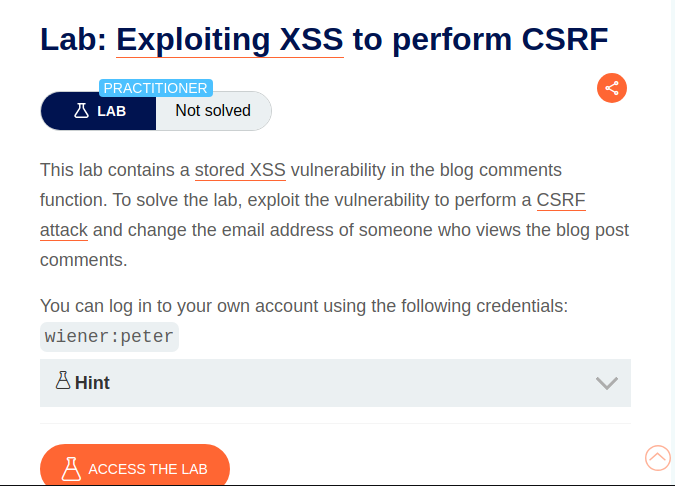 Lab: Exploiting XSS to perform CSRF
PRACTITIONER
LAB
Not solved
This lab contains a stored XSS vulnerability in the blog comments
function. To solve the lab, exploit the vulnerability to perform a CSRF
attack and change the email address of someone who views the blog post
comments.
You can log in to your own account using the following credentials:
wiener:peter
Hint
ACCESS THE LAB